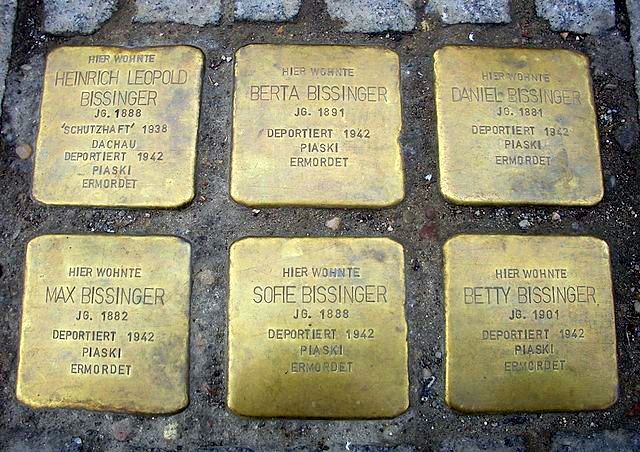 HIER WOHNTE
HEINRICH LEOPOLD
BISSINGER
JG. 1888
'SCHUTZHAFT' 1938
DACHAU
DEPORTIERT 1942
PIASKI
ERMORDET
HIER WOHNTE
BERTA BISSINGER
JG. 1891
DEPORTIERT 1942
PIASKI
ERMORDET
HIER WOHNTE
DANIEL BISSINGER
JG. 1881
DEPORTIERT 1942
PIASKI
ERMORDET
HIER WOHNTE
MAX BISSINGER
JG. 1882
DEPORTIERT 1942
PIASKI
ERMORDET
HIER WOHNTE
SOFIE BISSINGER
JG. 1888
DEPORTIERT 1942
PIASKI
ERMORDET
HIER WOHNTE
BETTY BISSINGER
JG. 1901
DEPORTIERT 1942
PIASKI
ERMORDET